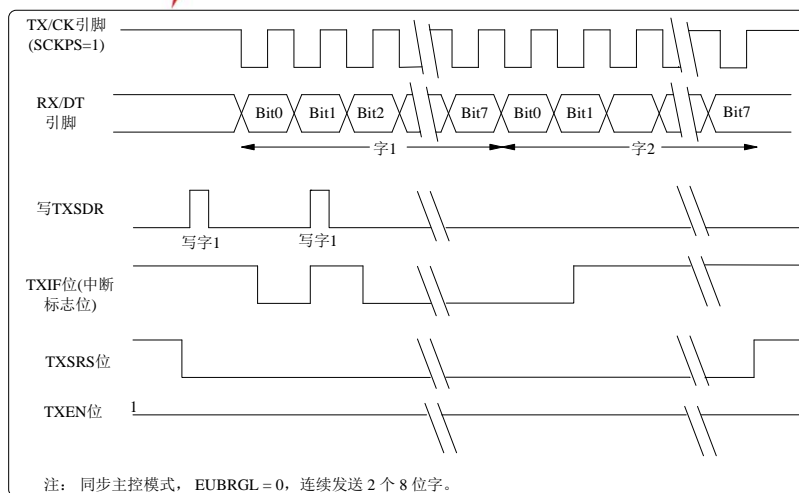 TX/CK引脚
(SCKPS=1)
RX/DT
引脚
Bit0 Bit1 Bit2 Bit7 Bit0 Bit1 Bit7
字1 字2
写TXSDR
写字1 写字1
TXIF位(中断
标志位)
TXSRS位
TXEN位 1
注： 同步主控模式， EUBRGL = 0，连续发送 2 个 8 位字。